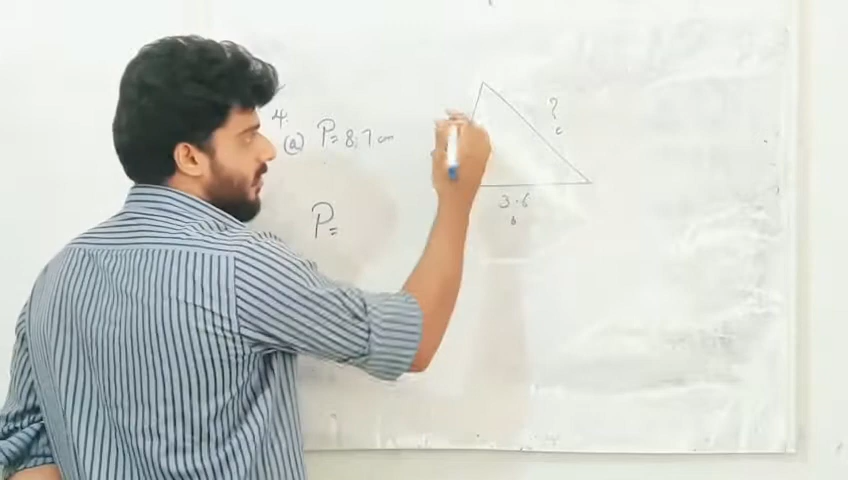 4.
(a) P = 8.7 cm
?
c
3.6
b
P =